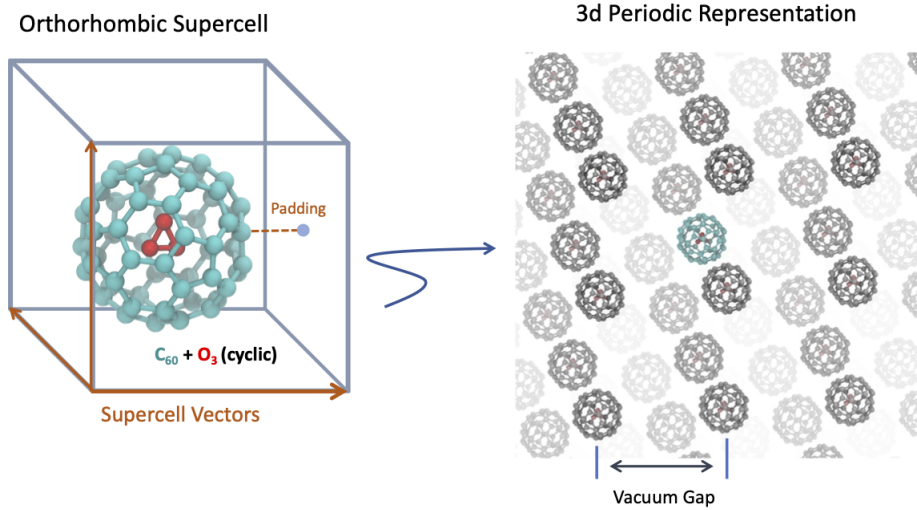 Orthorhombic Supercell
3d Periodic Representation
Padding
C₆₀ + O₃ (cyclic)
Supercell Vectors
Vacuum Gap